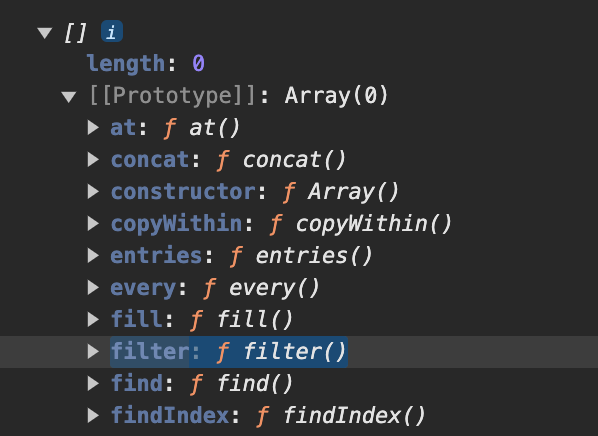 ▼ [] i
length: 0
▼ [[Prototype]]: Array(0)
▶ at: ƒ at()
▶ concat: ƒ concat()
▶ constructor: ƒ Array()
▶ copyWithin: ƒ copyWithin()
▶ entries: ƒ entries()
▶ every: ƒ every()
▶ fill: ƒ fill()
▶ filter: ƒ filter()
▶ find: ƒ find()
▶ findIndex: ƒ findIndex()